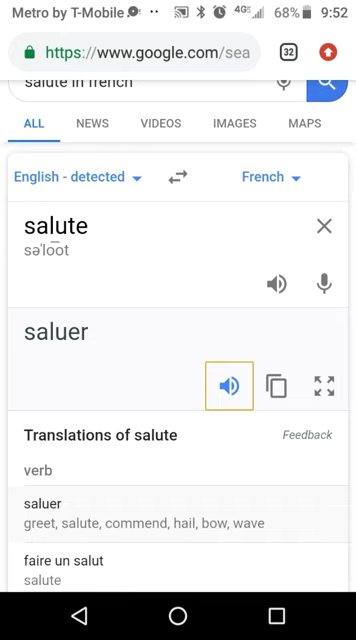 Metro by T-Mobile 4G 68% 9:52
https://www.google.com/sea 32
salute in french
ALL NEWS VIDEOS IMAGES MAPS
English - detected French
salute
səˈlo͞ot
saluer
Translations of salute Feedback
verb
saluer
greet, salute, commend, hail, bow, wave
faire un salut
salute